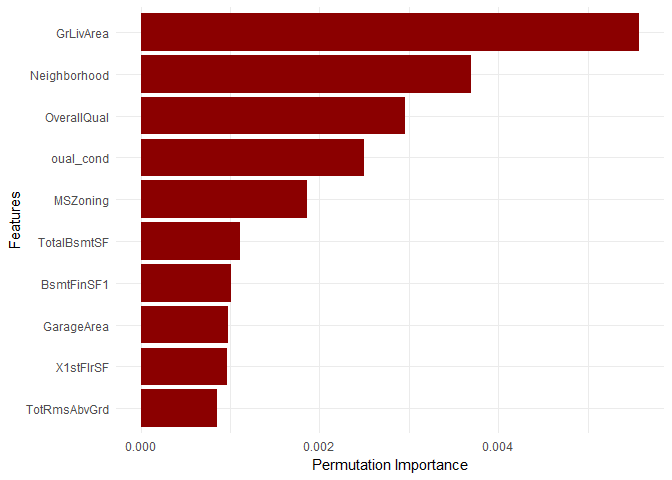 GrLivArea
Neighborhood
OverallQual
oual_cond
MSZoning
TotalBsmtSF
BsmtFinSF1
GarageArea
X1stFlrSF
TotRmsAbvGrd
Features
0.000 0.002 0.004
Permutation Importance